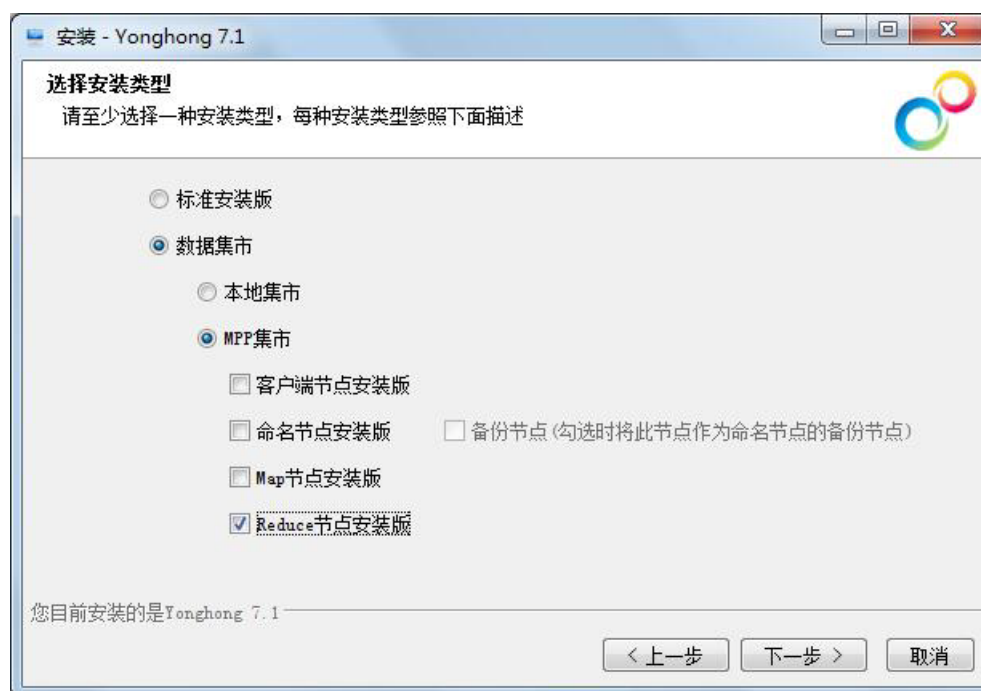 安装 - Yonghong 7.1
选择安装类型
请至少选择一种安装类型，每种安装类型参照下面描述
标准安装版
数据集市
本地集市
MPP集市
客户端节点安装版
命名节点安装版 备份节点(勾选时将此节点作为命名节点的备份节点)
Map节点安装版
Reduce节点安装版
您目前安装的是Yonghong 7.1
<上一步 下一步> 取消